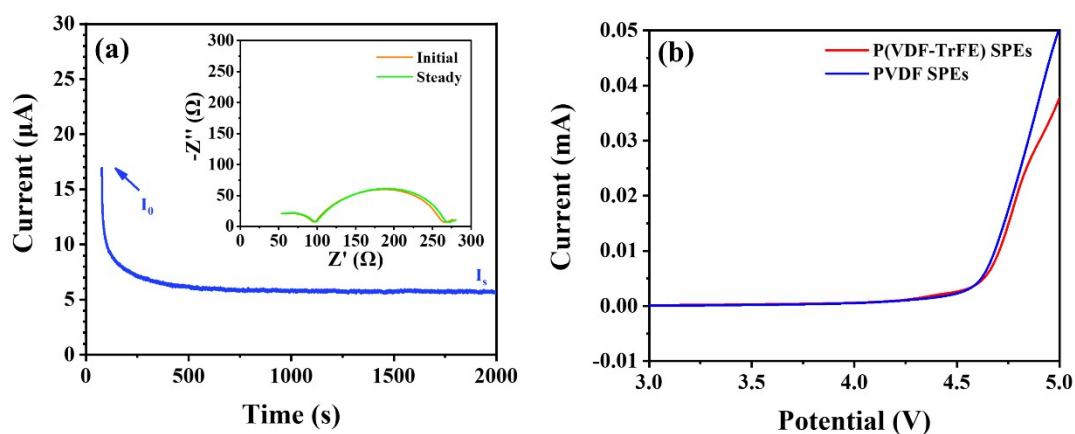 (a)
Current (μA)
30
25
20
15
10
5
0
I₀
Iₛ
0
500
1000
1500
2000
Time (s)
-Z'' (Ω)
300
250
200
150
100
50
0
Initial
Steady
0
50
100
150
200
250
300
Z' (Ω)
(b)
Current (mA)
0.05
0.04
0.03
0.02
0.01
0.00
-0.01
P(VDF-TrFE) SPEs
PVDF SPEs
3.0
3.5
4.0
4.5
5.0
Potential (V)